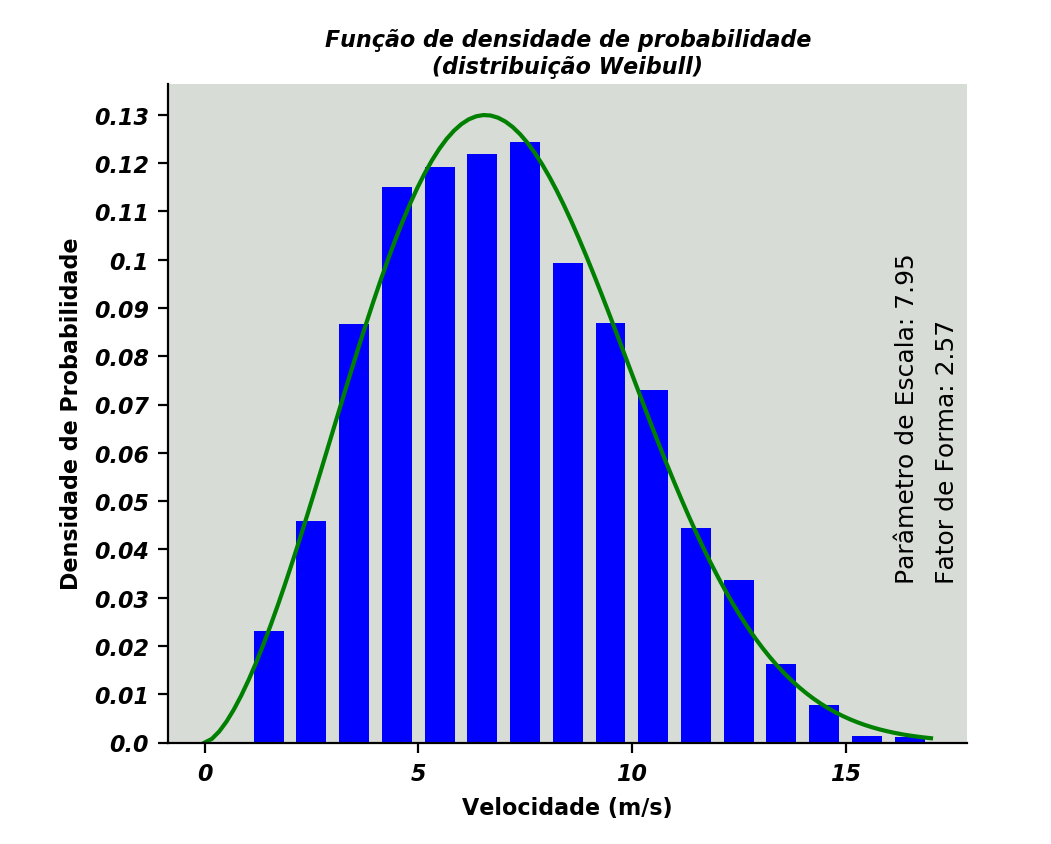 Função de densidade de probabilidade
(distribuição Weibull)
Densidade de Probabilidade
0.13
0.12
0.11
0.1
0.09
0.08
0.07
0.06
0.05
0.04
0.03
0.02
0.01
0.0
Parâmetro de Escala: 7.95
Fator de Forma: 2.57
0 5 10 15
Velocidade (m/s)